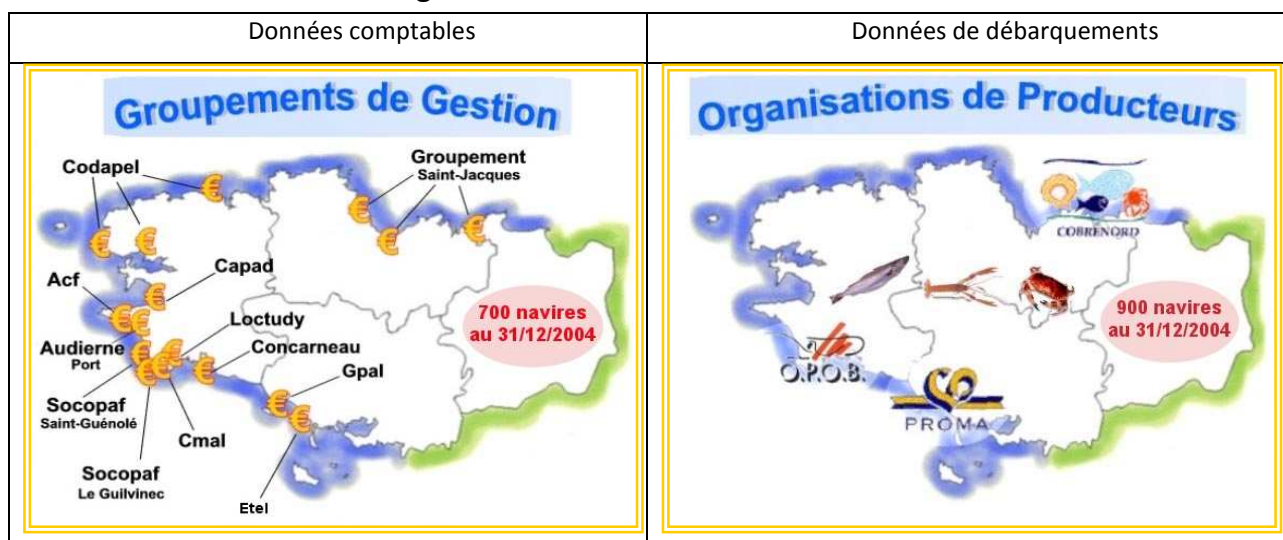 Données comptables
Données de débarquements
Groupements de Gestion
Codapel
Groupement
Saint-Jacques
Acf
Capad
700 navires
au 31/12/2004
Loctudy
Audierne
Port
Concarneau
Gpal
Socopaf
Saint-Guénolé
Cmal
Socopaf
Le Guilvinec
Etel
Organisations de Producteurs
COBRENORD
900 navires
au 31/12/2004
O.P.O.B.
PROMA